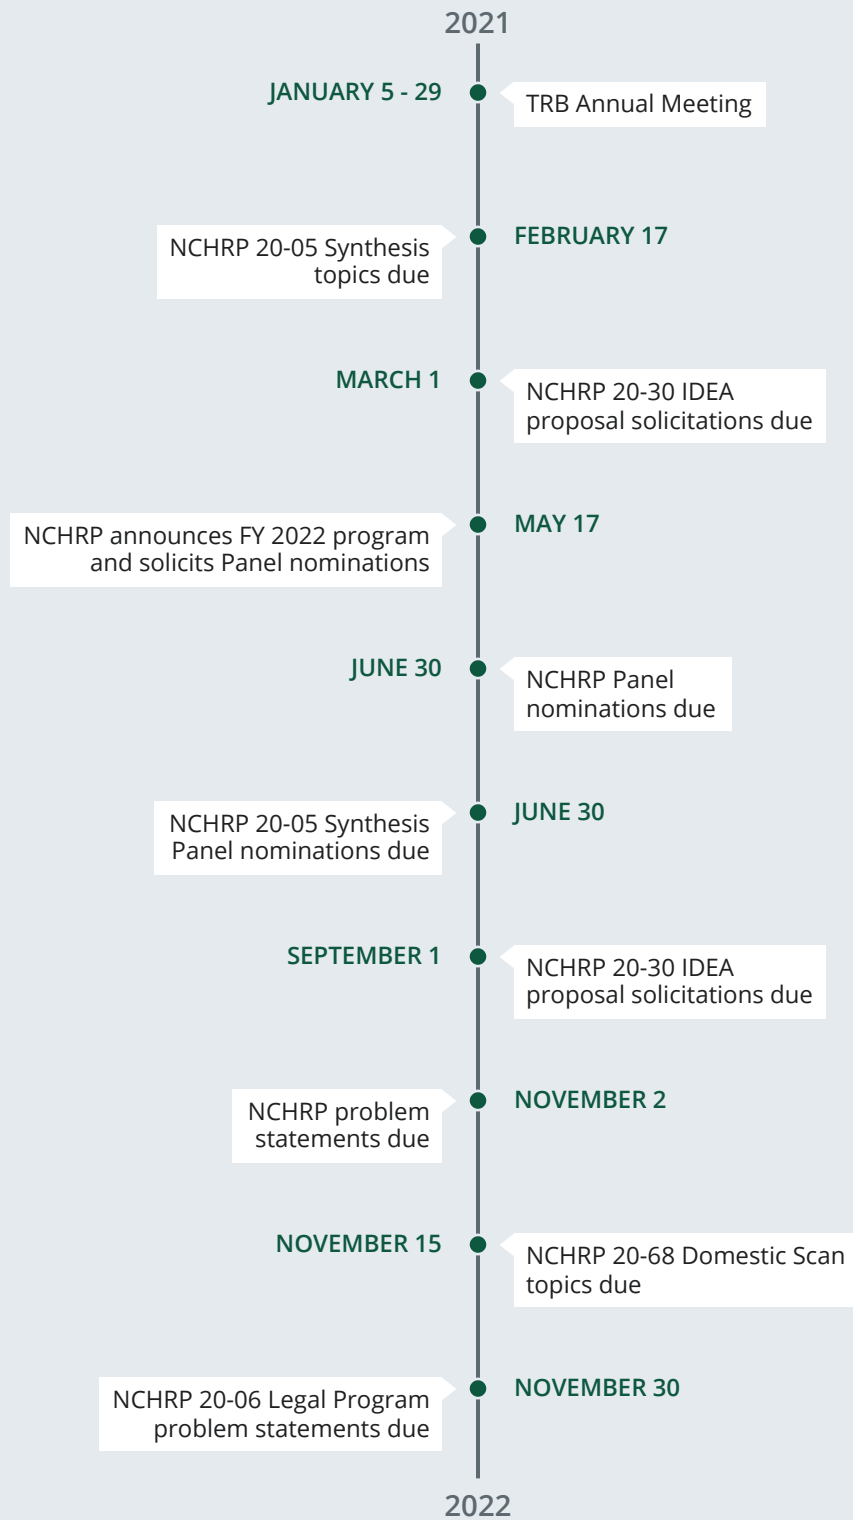 2021
JANUARY 5 - 29
TRB Annual Meeting
FEBRUARY 17
NCHRP 20-05 Synthesis
topics due
MARCH 1
NCHRP 20-30 IDEA
proposal solicitations due
MAY 17
NCHRP announces FY 2022 program
and solicits Panel nominations
JUNE 30
NCHRP Panel
nominations due
JUNE 30
NCHRP 20-05 Synthesis
Panel nominations due
SEPTEMBER 1
NCHRP 20-30 IDEA
proposal solicitations due
NOVEMBER 2
NCHRP problem
statements due
NOVEMBER 15
NCHRP 20-68 Domestic Scan
topics due
NOVEMBER 30
NCHRP 20-06 Legal Program
problem statements due
2022